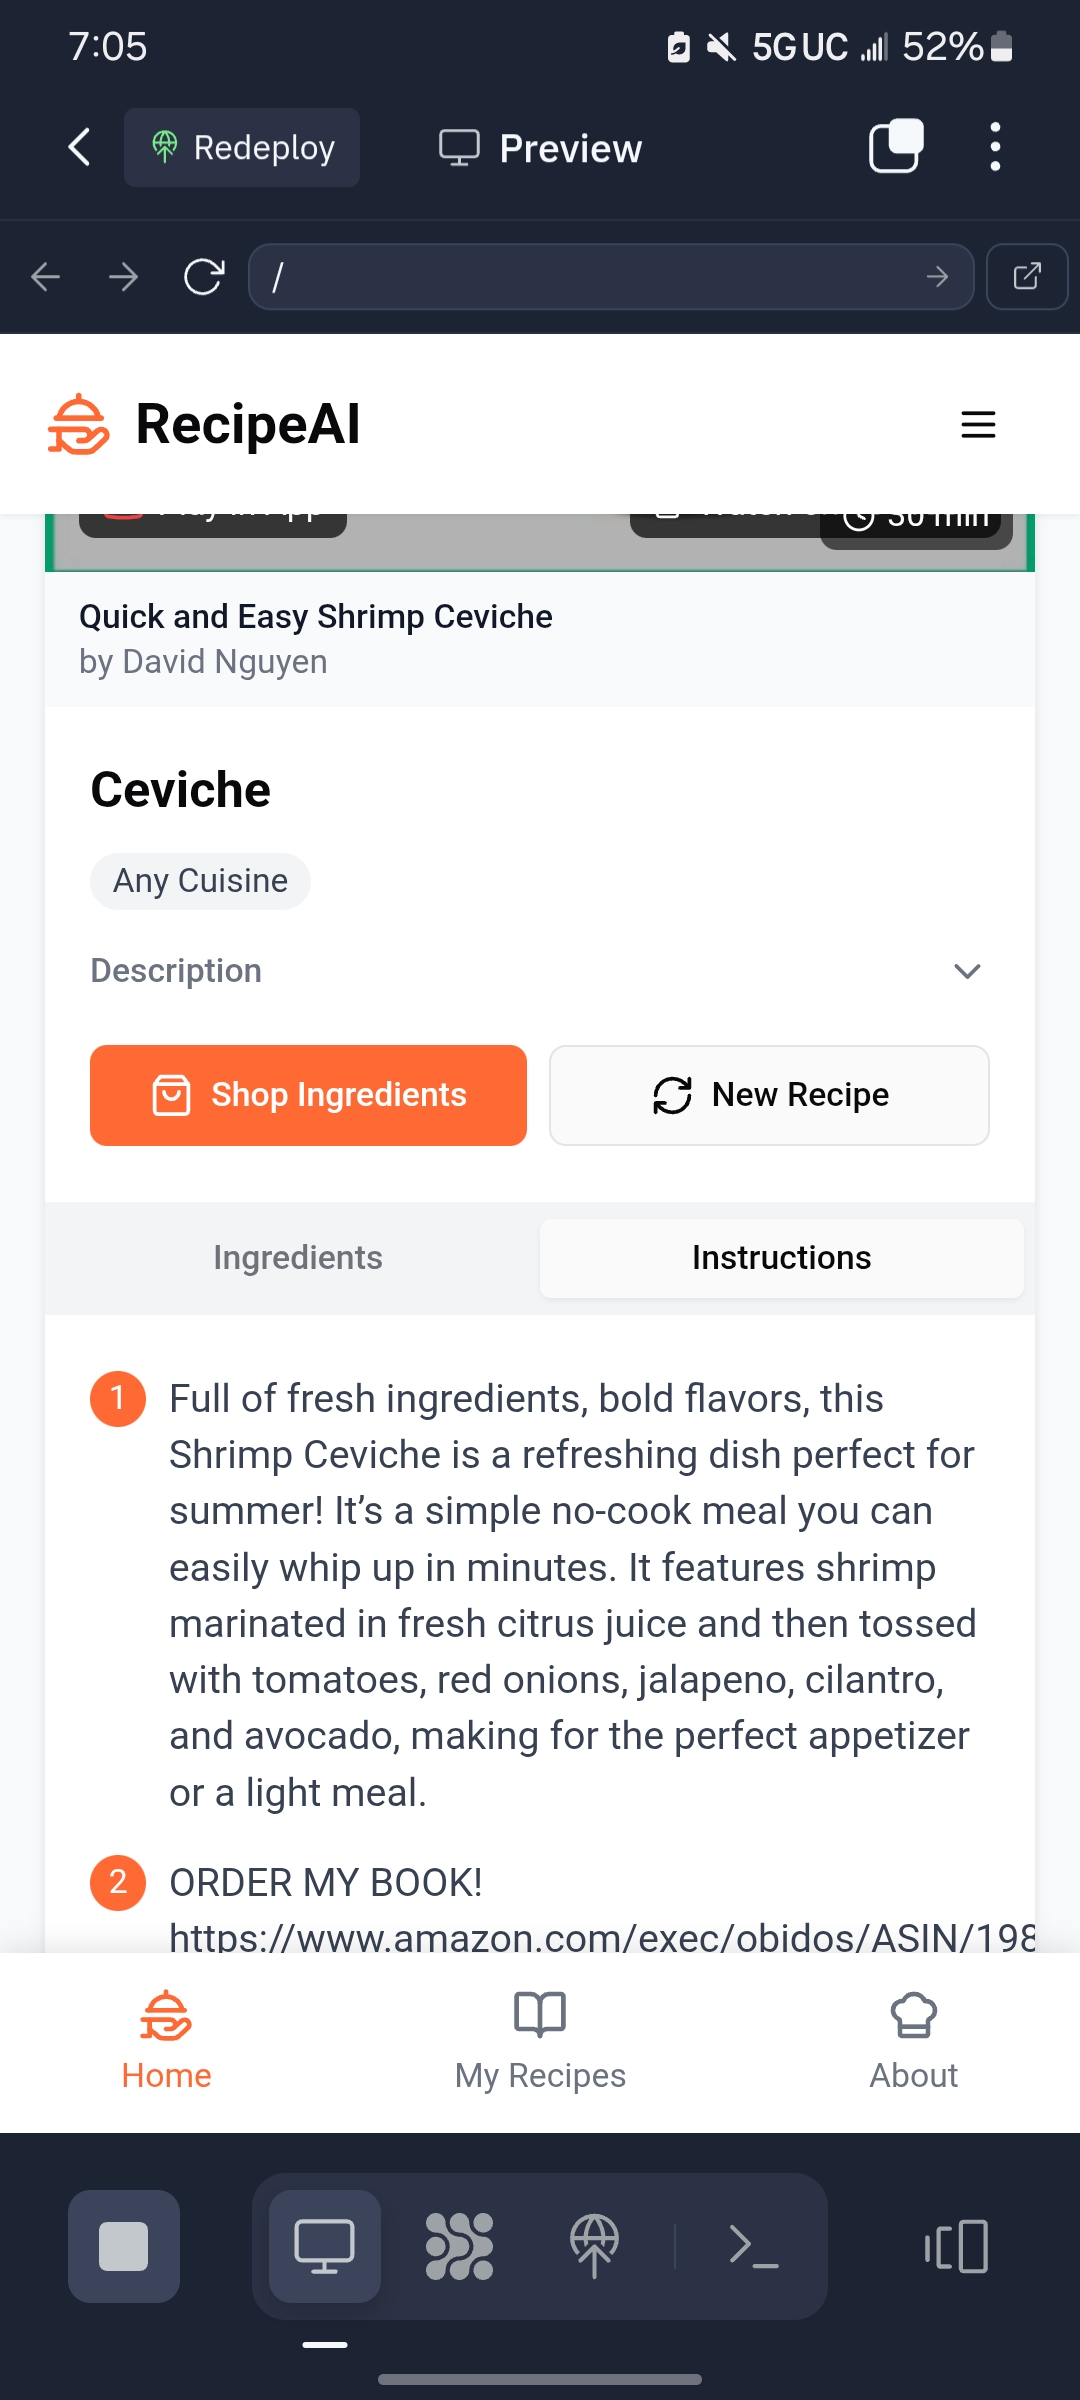 7:05
5G UC
52%
Redeploy
Preview
/
RecipeAI
Play in App
30 min
Quick and Easy Shrimp Ceviche
by David Nguyen
Ceviche
Any Cuisine
Description
Shop Ingredients
New Recipe
Ingredients
Instructions
1
Full of fresh ingredients, bold flavors, this
Shrimp Ceviche is a refreshing dish perfect for
summer! It’s a simple no-cook meal you can
easily whip up in minutes. It features shrimp
marinated in fresh citrus juice and then tossed
with tomatoes, red onions, jalapeno, cilantro,
and avocado, making for the perfect appetizer
or a light meal.
2
ORDER MY BOOK!
https://www.amazon.com/exec/obidos/ASIN/198
Home
My Recipes
About